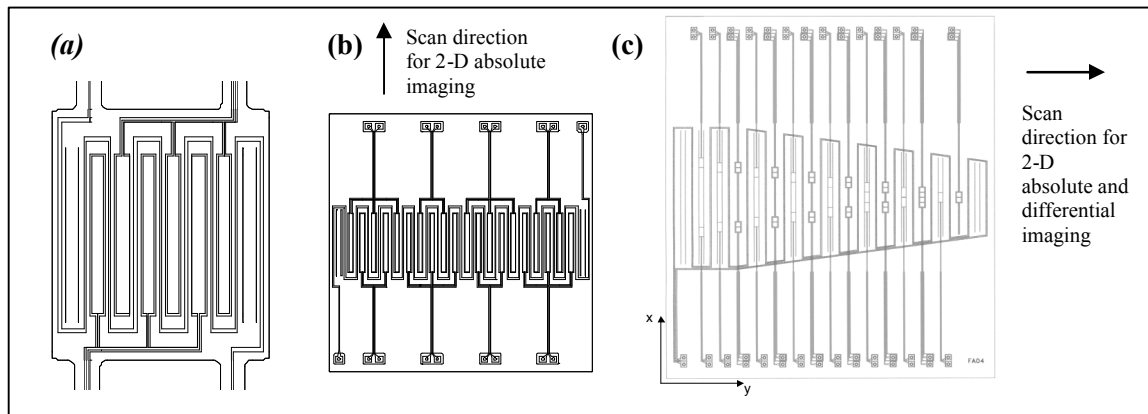 (a)
(b)
Scan direction
for 2-D absolute
imaging
(c)
Scan
direction for
2-D
absolute and
differential
imaging
x
y
FA04